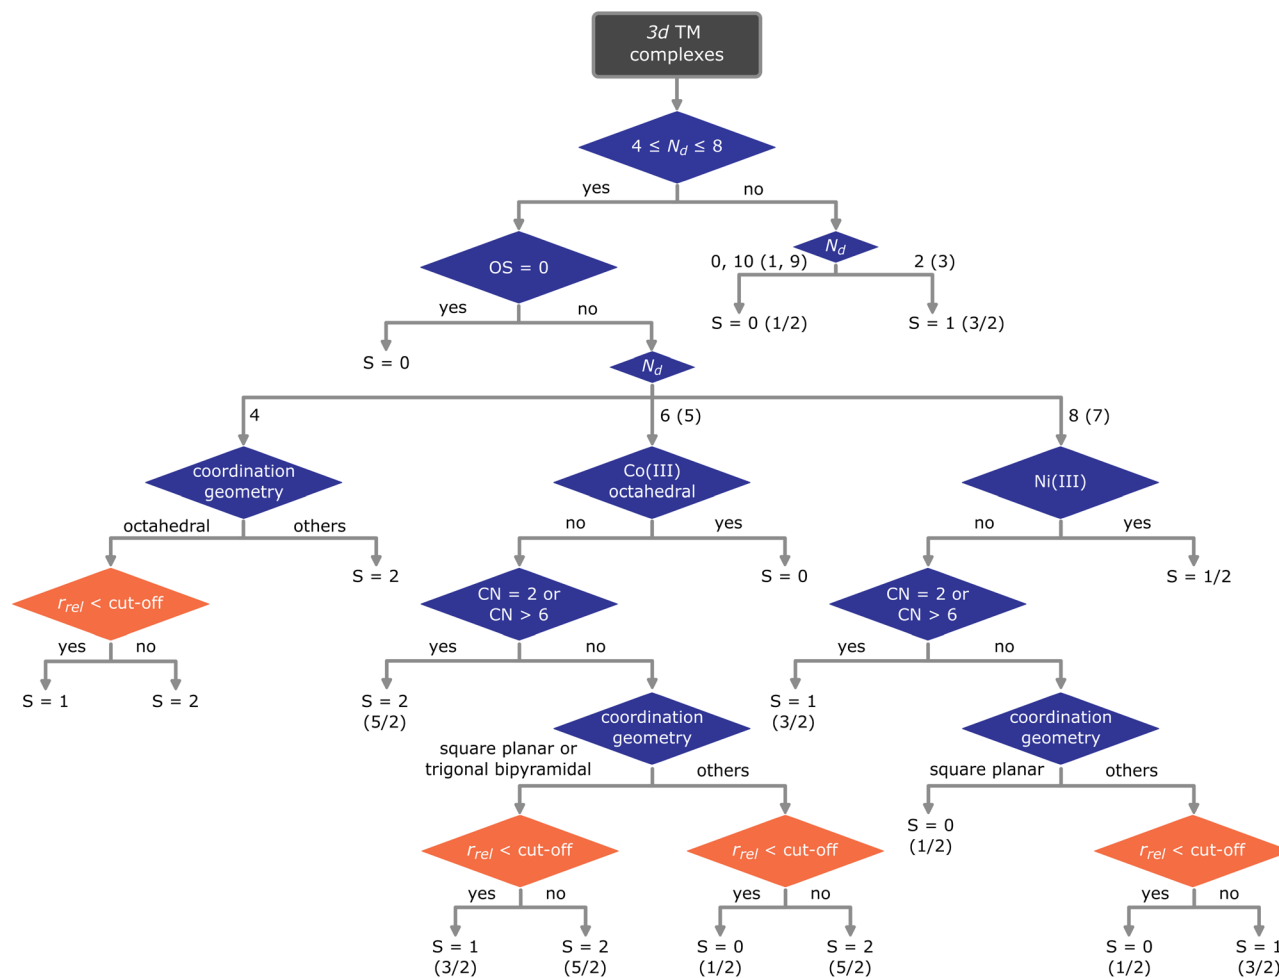 3d TM
complexes
4 ≤ Nd ≤ 8
yes
no
OS = 0
Nd
0, 10 (1, 9)
2 (3)
yes
no
S = 0 (1/2)
S = 1 (3/2)
S = 0
Nd
4
6 (5)
8 (7)
coordination
geometry
Co(III)
octahedral
Ni(III)
octahedral
others
no
yes
no
yes
S = 2
S = 0
S = 1/2
rrel < cut-off
CN = 2 or
CN > 6
CN = 2 or
CN > 6
yes
no
yes
no
yes
no
S = 1
S = 2
S = 2
(5/2)
S = 1
(3/2)
coordination
geometry
coordination
geometry
square planar or
trigonal bipyramidal
others
square planar
others
S = 0
(1/2)
rrel < cut-off
rrel < cut-off
rrel < cut-off
yes
no
yes
no
yes
no
S = 1
(3/2)
S = 2
(5/2)
S = 0
(1/2)
S = 2
(5/2)
S = 0
(1/2)
S = 1
(3/2)